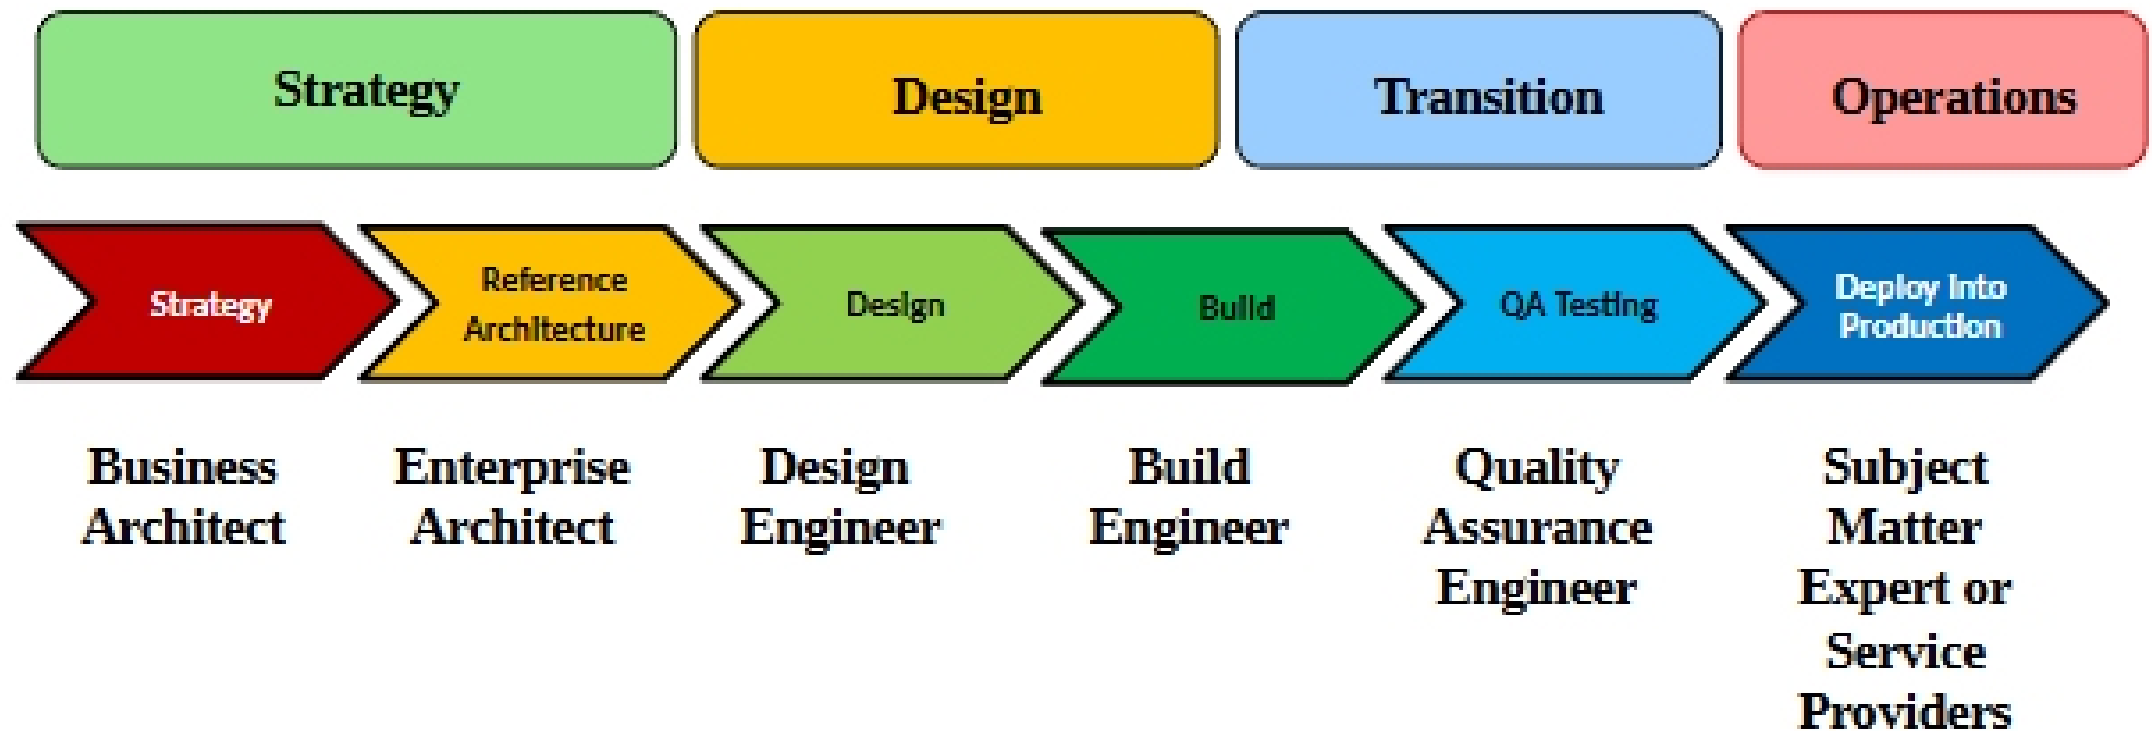 Strategy
Design
Transition
Operations
Strategy
Reference
Architecture
Design
Build
QA Testing
Deploy Into
Production
Business
Architect
Enterprise
Architect
Design
Engineer
Build
Engineer
Quality
Assurance
Engineer
Subject
Matter
Expert or
Service
Providers